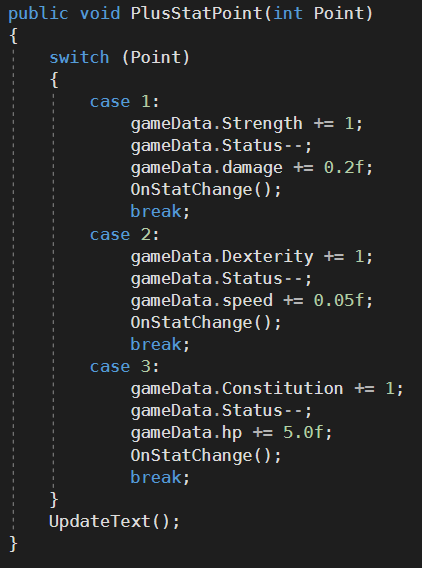 public void PlusStatPoint(int Point)
{
    switch (Point)
    {
        case 1:
            gameData.Strength += 1;
            gameData.Status--;
            gameData.damage += 0.2f;
            OnStatChange();
            break;
        case 2:
            gameData.Dexterity += 1;
            gameData.Status--;
            gameData.speed += 0.05f;
            OnStatChange();
            break;
        case 3:
            gameData.Constitution += 1;
            gameData.Status--;
            gameData.hp += 5.0f;
            OnStatChange();
            break;
    }
    UpdateText();
}